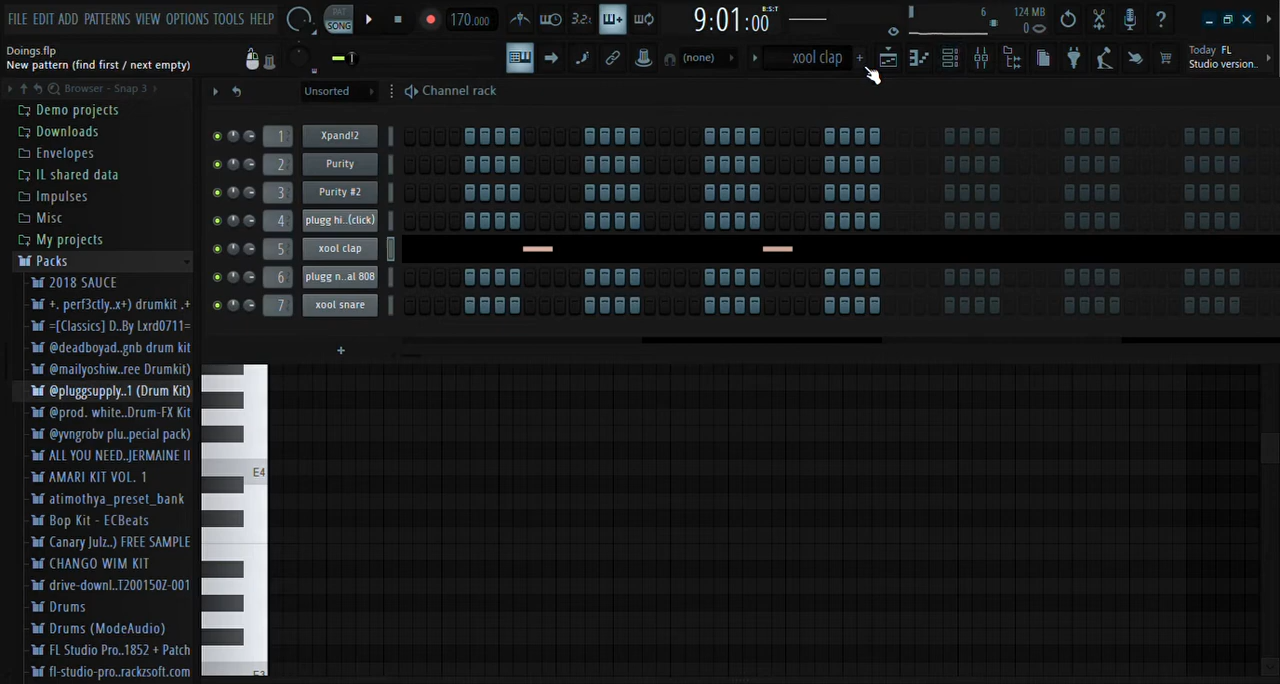 FILE EDIT ADD PATTERNS VIEW OPTIONS TOOLS HELP
PAT
SONG
170.000
3.2
9:01:00
B:S:T
6
124 MB
0
Doings.flp
New pattern (find first / next empty)
(none)
xool clap
+
Today FL
Studio version..
Browser - Snap 3
Unsorted
Channel rack
Demo projects
Downloads
Envelopes
IL shared data
Impulses
Misc
My projects
Packs
2018 SAUCE
+. perf3ctly,.x+) drumkit .+
=[Classics] D..By Lxrd0711=
@deadboyad..gnb drum kit
@mailyoshiw..ree Drumkit)
@pluggsupply..1 (Drum Kit)
@prod. white..Drum-FX Kit
@yvngrobv plu..pecial pack)
ALL YOU NEED..JERMAINE II
AMARI KIT VOL. 1
atimothya_preset_bank
Bop Kit - ECBeats
Canary Julz..) FREE SAMPLE
CHANGO WIM KIT
drive-downl..T200150Z-001
Drums
Drums (ModeAudio)
FL Studio Pro..1852 + Patch
fl-studio-pro..rackzsoft.com
1 Xpand!2
2 Purity
3 Purity #2
4 plugg hi..(click)
5 xool clap
6 plugg n..al 808
7 xool snare
+
E4
E3